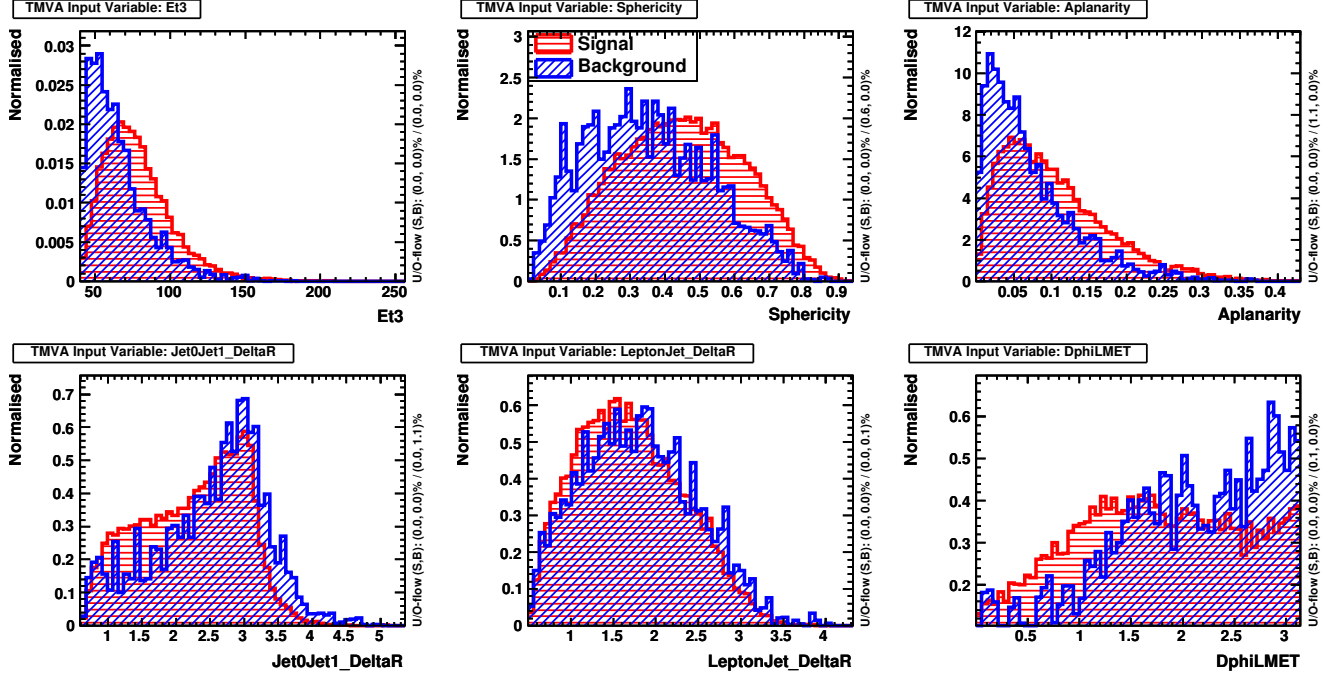 TMVA Input Variable: Et3
Normalised
0.03
0.025
0.02
0.015
0.01
0.005
0
50 100 150 200 250
Et3
U/O-flow (S,B): (0.0, 0.0)% / (0.0, 0.0)%
TMVA Input Variable: Sphericity
Normalised
3
2.5
2
1.5
1
0.5
0
0.1 0.2 0.3 0.4 0.5 0.6 0.7 0.8 0.9
Sphericity
U/O-flow (S,B): (0.0, 0.0)% / (0.6, 0.0)%
Signal
Background
TMVA Input Variable: Aplanarity
Normalised
12
10
8
6
4
2
0
0.05 0.1 0.15 0.2 0.25 0.3 0.35 0.4
Aplanarity
U/O-flow (S,B): (0.0, 0.0)% / (1.1, 0.0)%
TMVA Input Variable: Jet0Jet1_DeltaR
Normalised
0.7
0.6
0.5
0.4
0.3
0.2
0.1
0
1 1.5 2 2.5 3 3.5 4 4.5 5
Jet0Jet1_DeltaR
U/O-flow (S,B): (0.0, 0.0)% / (0.0, 1.1)%
TMVA Input Variable: LeptonJet_DeltaR
Normalised
0.6
0.5
0.4
0.3
0.2
0.1
0
1 1.5 2 2.5 3 3.5 4
LeptonJet_DeltaR
U/O-flow (S,B): (0.0, 0.0)% / (0.0, 0.1)%
TMVA Input Variable: DphiLMET
Normalised
0.6
0.5
0.4
0.3
0.2
0.5 1 1.5 2 2.5 3
DphiLMET
U/O-flow (S,B): (0.0, 0.0)% / (0.1, 0.0)%